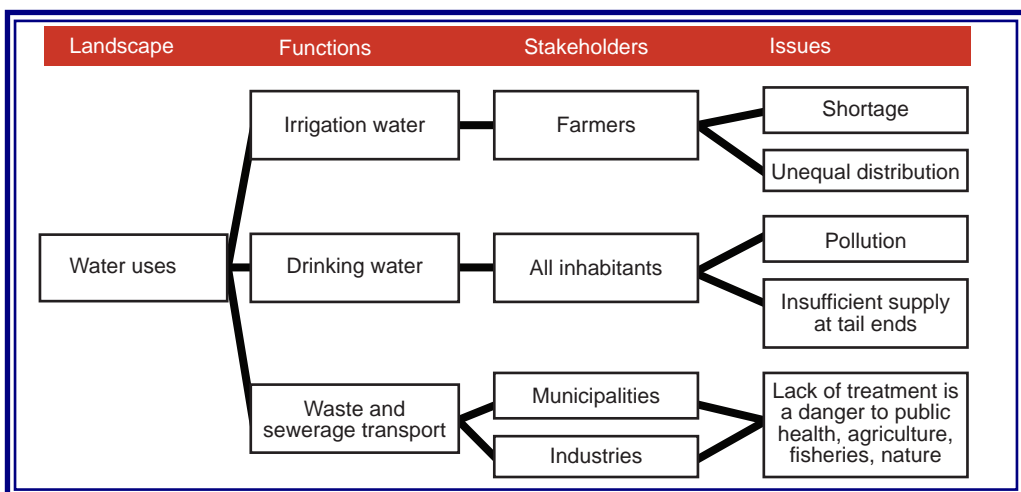 Landscape Functions Stakeholders Issues
Irrigation water
Farmers
Shortage
Unequal distribution
Water uses
Drinking water
All inhabitants
Pollution
Insufficient supply
at tail ends
Waste and
sewerage transport
Municipalities
Industries
Lack of treatment is
a danger to public
health, agriculture,
fisheries, nature